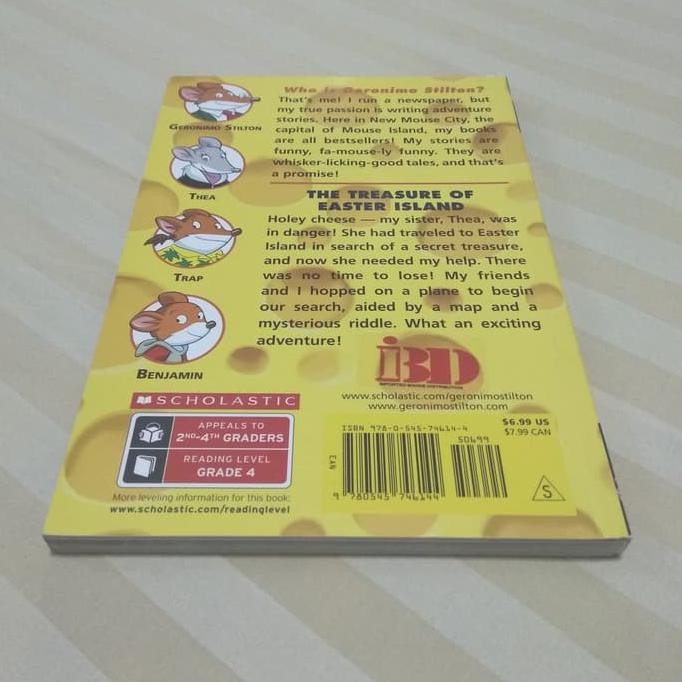 Who is Geronimo Stilton?
That's me! I run a newspaper, but
my true passion is writing adventure
stories. Here in New Mouse City, the
capital of Mouse Island, my books
are all bestsellers! My stories are
funny, fa-mouse-ly funny. They are
whisker-licking-good tales, and that's
a promise!
GERONIMO STILTON
THEA
TRAP
BENJAMIN
THE TREASURE OF
EASTER ISLAND
Holey cheese — my sister, Thea, was
in danger! She had traveled to Easter
Island in search of a secret treasure,
and now she needed my help. There
was no time to lose! My friends
and I hopped on a plane to begin
our search, aided by a map and a
mysterious riddle. What an exciting
adventure!
IBD
IMPORTED BOOKS DISTRIBUTION
SCHOLASTIC
APPEALS TO
2ND-4TH GRADERS
READING LEVEL
GRADE 4
More leveling information for this book:
www.scholastic.com/readinglevel
www.scholastic.com/geronimostilton
www.geronimostilton.com
$6.99 US
$7.99 CAN
ISBN 978-0-545-74614-4
50699
EAN
9 780545 746144
S